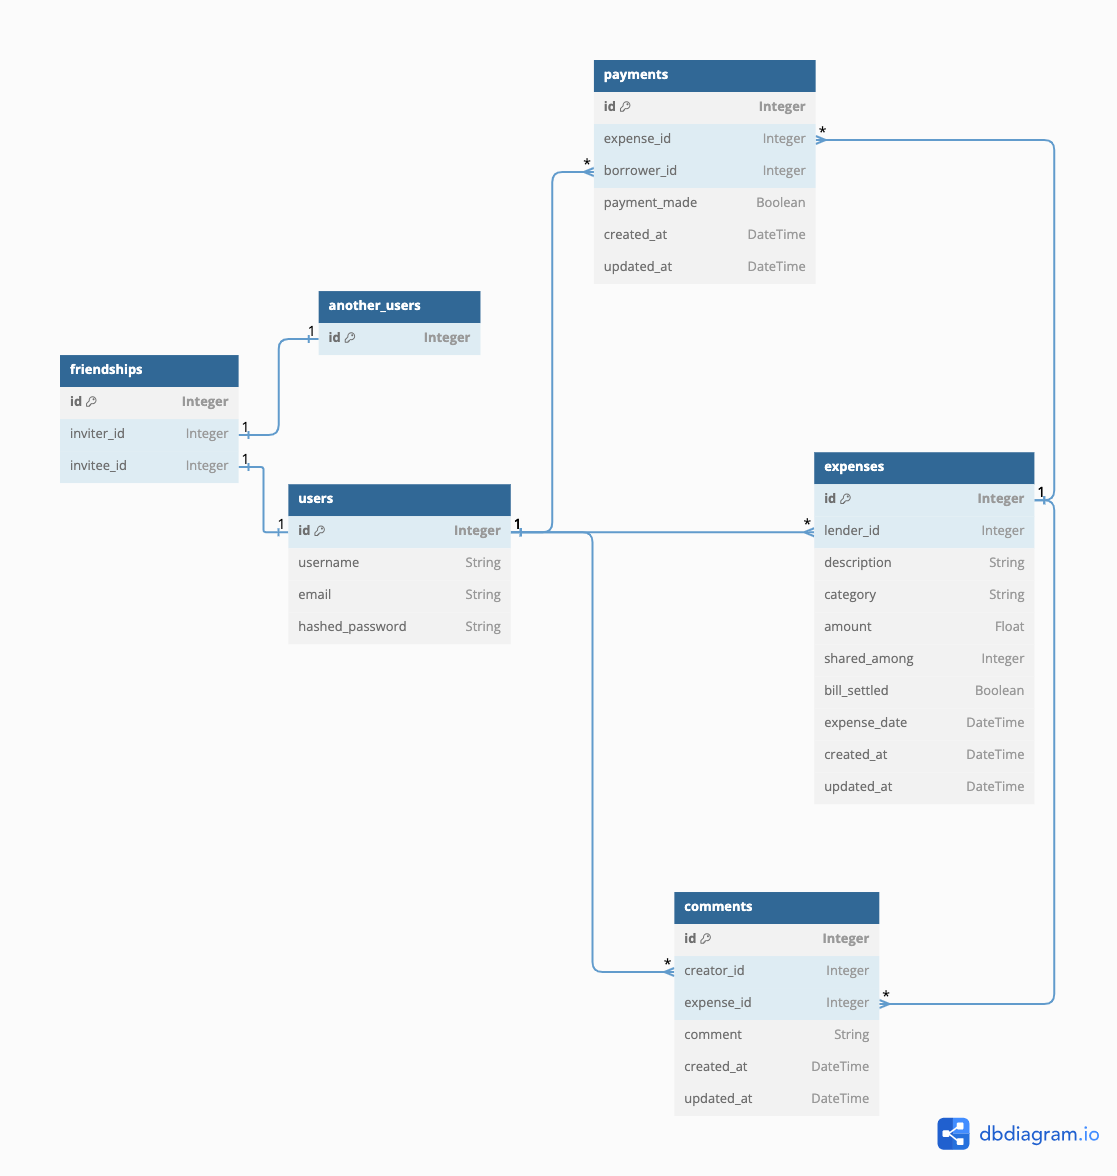 payments
id Integer
* expense_id Integer *
borrower_id Integer
payment_made Boolean
created_at DateTime
updated_at DateTime
another_users
1 id Integer
friendships
id Integer
inviter_id Integer 1
invitee_id Integer 1
users
1 id Integer 1
username String
email String
hashed_password String
expenses
id Integer 1
* lender_id Integer
description String
category String
amount Float
shared_among Integer
bill_settled Boolean
expense_date DateTime
created_at DateTime
updated_at DateTime
comments
id Integer
* creator_id Integer
expense_id Integer *
comment String
created_at DateTime
updated_at DateTime
dbdiagram.io